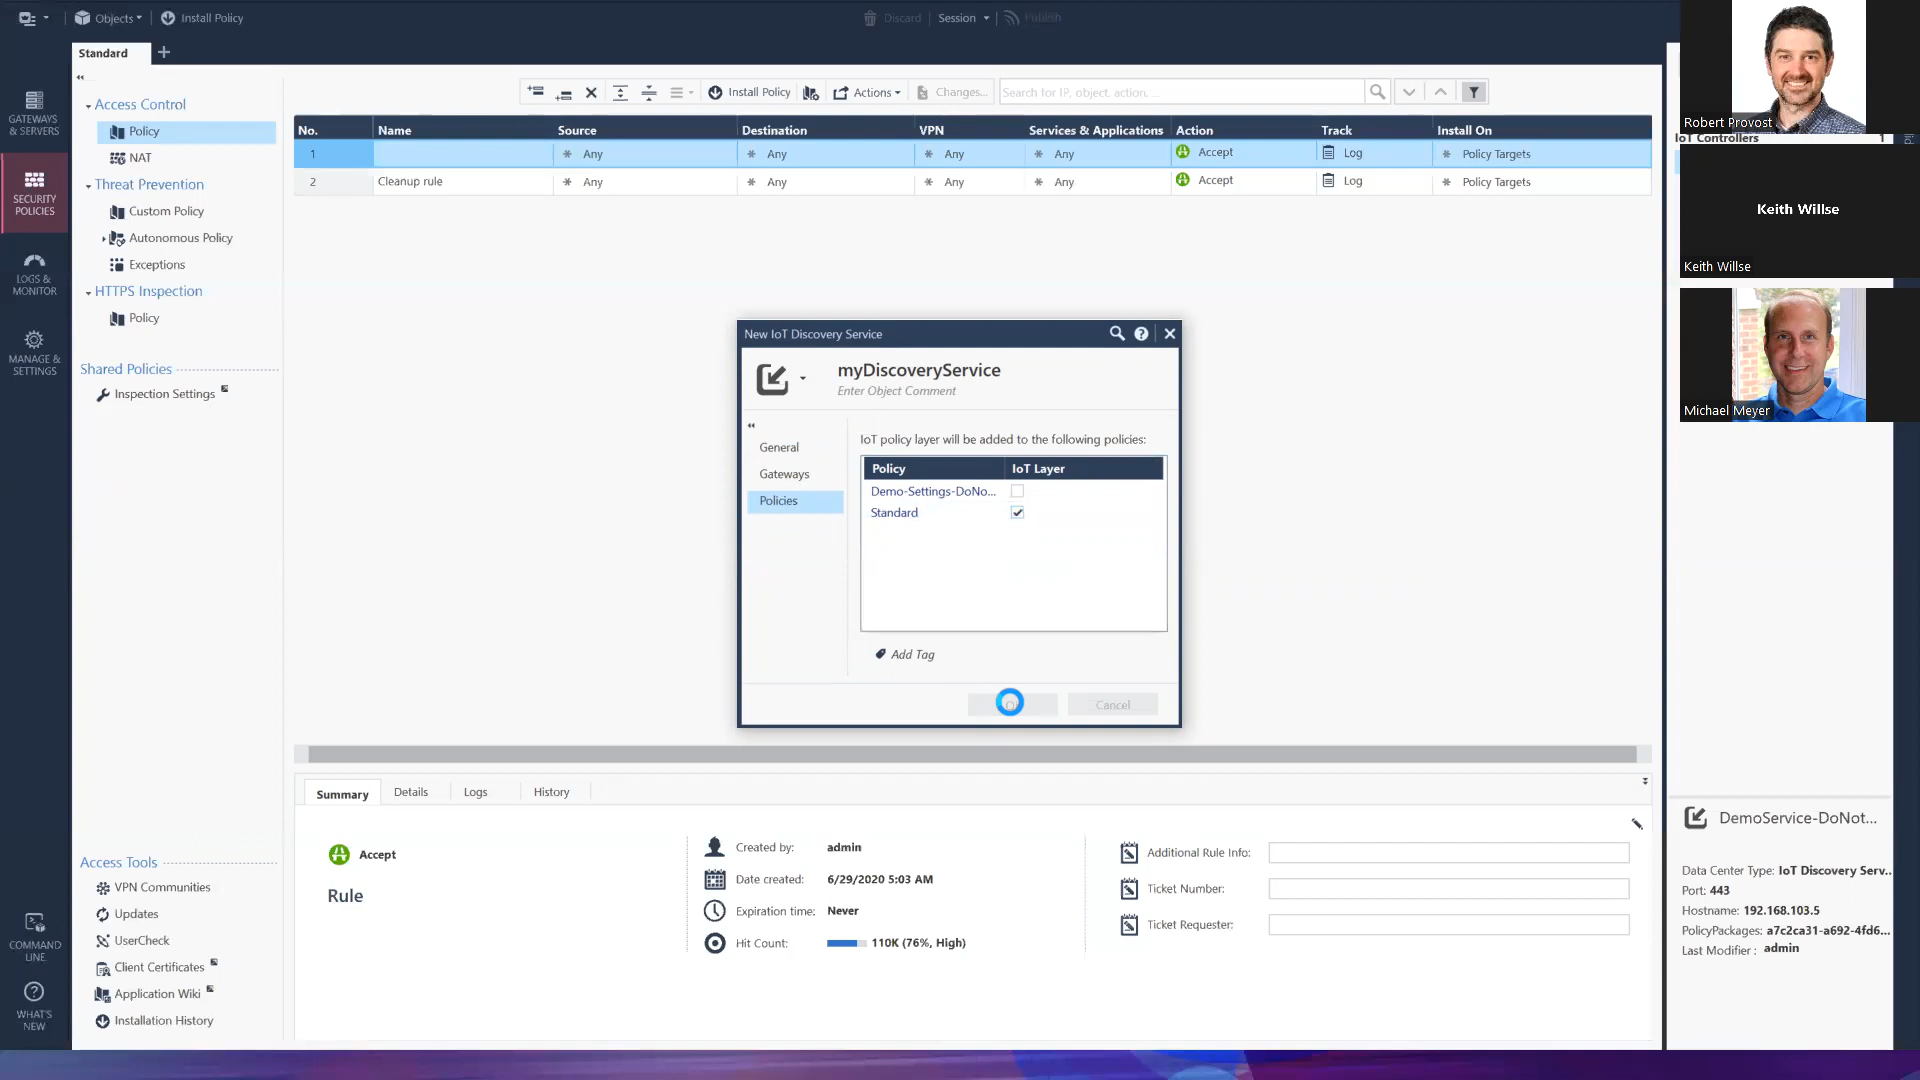 Objects
Install Policy
Discard
Session
Publish
Standard
GATEWAYS & SERVERS
SECURITY POLICIES
LOGS & MONITOR
MANAGE & SETTINGS
COMMAND LINE
WHAT'S NEW
Access Control
Policy
NAT
Threat Prevention
Custom Policy
Autonomous Policy
Exceptions
HTTPS Inspection
Policy
Shared Policies
Inspection Settings
Access Tools
VPN Communities
Updates
UserCheck
Client Certificates
Application Wiki
Installation History
Install Policy
Actions
Changes...
Search for IP, object, action, ...
No. Name Source Destination VPN Services & Applications Action Track Install On
1 Any Any Any Any Accept Log Policy Targets
2 Cleanup rule Any Any Any Any Accept Log Policy Targets
New IoT Discovery Service
myDiscoveryService
Enter Object Comment
General
Gateways
Policies
IoT policy layer will be added to the following policies:
Policy IoT Layer
Demo-Settings-DoNo...
Standard
Add Tag
Cancel
Summary Details Logs History
Accept
Rule
Created by: admin
Date created: 6/29/2020 5:03 AM
Expiration time: Never
Hit Count: 110K (76%, High)
Additional Rule Info:
Ticket Number:
Ticket Requester:
Robert Provost
IoT Controllers 1
Keith Willse
Keith Willse
Michael Meyer
DemoService-DoNot...
Data Center Type: IoT Discovery Serv...
Port: 443
Hostname: 192.168.103.5
PolicyPackages: a7c2ca31-a692-4fd6...
Last Modifier : admin